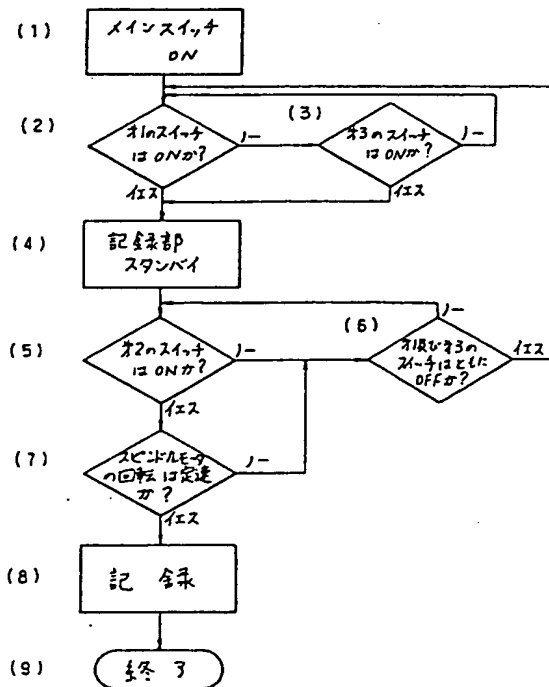 (1)
メインスイッチ
ON
(2)
才1のスイッチ
はONか?
ノー
イエス
(3)
才3のスイッチ
はONか?
ノー
イエス
(4)
記録部
スタンバイ
(5)
才2のスイッチ
はONか?
ノー
イエス
(6)
才1及び才3の
スイッチはともに
OFFか?
ノー
イエス
(7)
スピンドルモータ
の回転は定速
か?
ノー
イエス
(8)
記録
(9)
終了